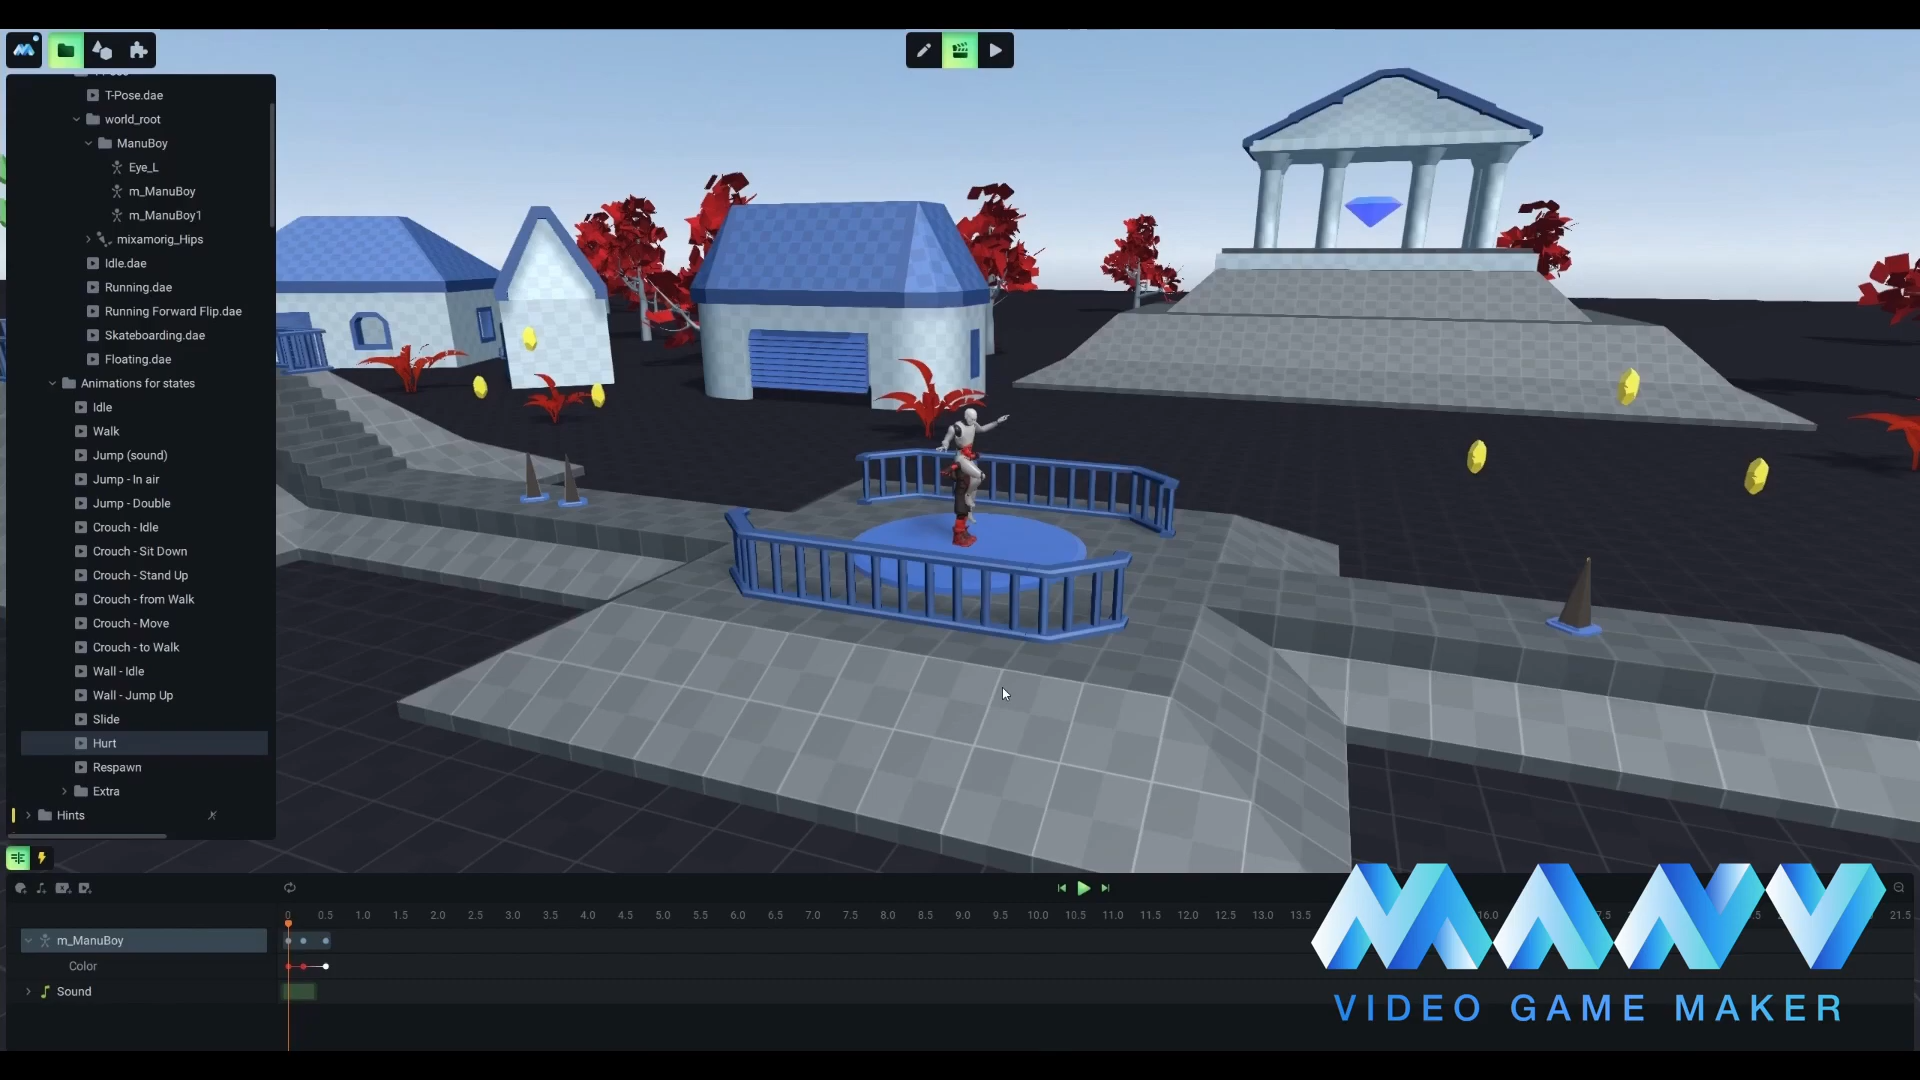 T-Pose.dae
world_root
ManuBoy
Eye_L
m_ManuBoy
m_ManuBoy1
mixamorig_Hips
Idle.dae
Running.dae
Running Forward Flip.dae
Skateboarding.dae
Floating.dae
Animations for states
Idle
Walk
Jump (sound)
Jump - In air
Jump - Double
Crouch - Idle
Crouch - Sit Down
Crouch - Stand Up
Crouch - from Walk
Crouch - Move
Crouch - to Walk
Wall - Idle
Wall - Jump Up
Slide
Hurt
Respawn
Extra
Hints
0 0.5 1.0 1.5 2.0 2.5 3.0 3.5 4.0 4.5 5.0 5.5 6.0 6.5 7.0 7.5 8.0 8.5 9.0 9.5 10.0 10.5 11.0 11.5 12.0 12.5 13.0 13.5 16.0 21.5
m_ManuBoy
Color
Sound
MANU
VIDEO GAME MAKER